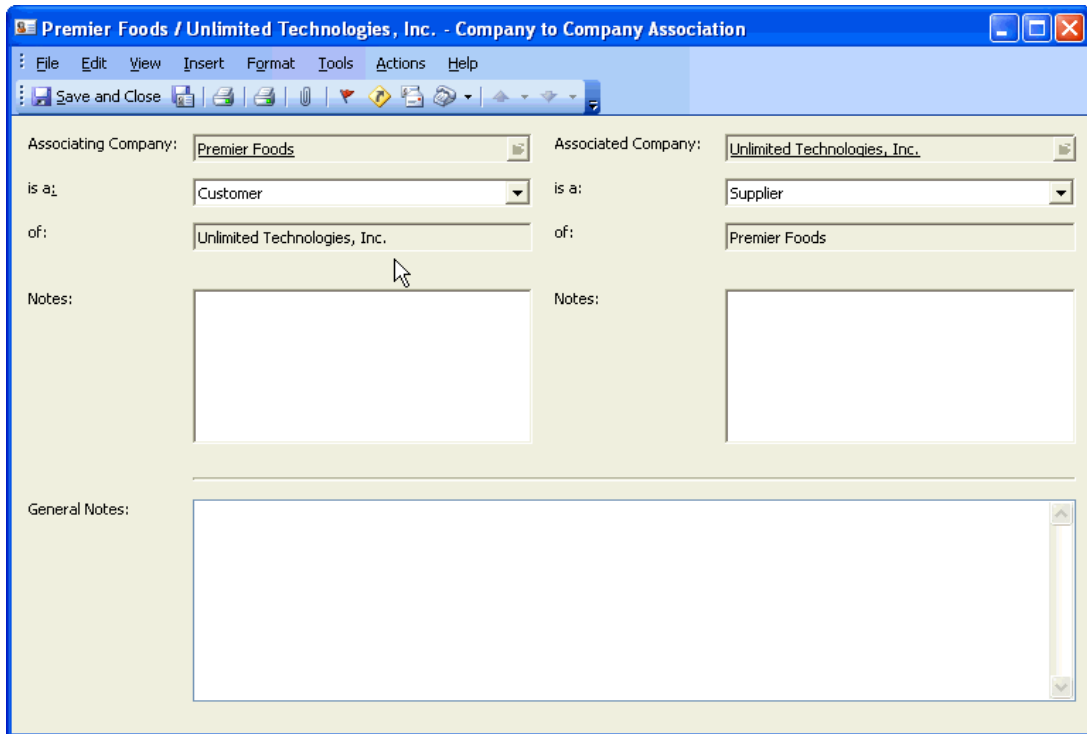 Premier Foods / Unlimited Technologies, Inc. - Company to Company Association
File Edit View Insert Format Tools Actions Help
Save and Close
Associating Company: Premier Foods Associated Company: Unlimited Technologies, Inc.
is a: Customer is a: Supplier
of: Unlimited Technologies, Inc. of: Premier Foods
Notes: Notes:
General Notes: